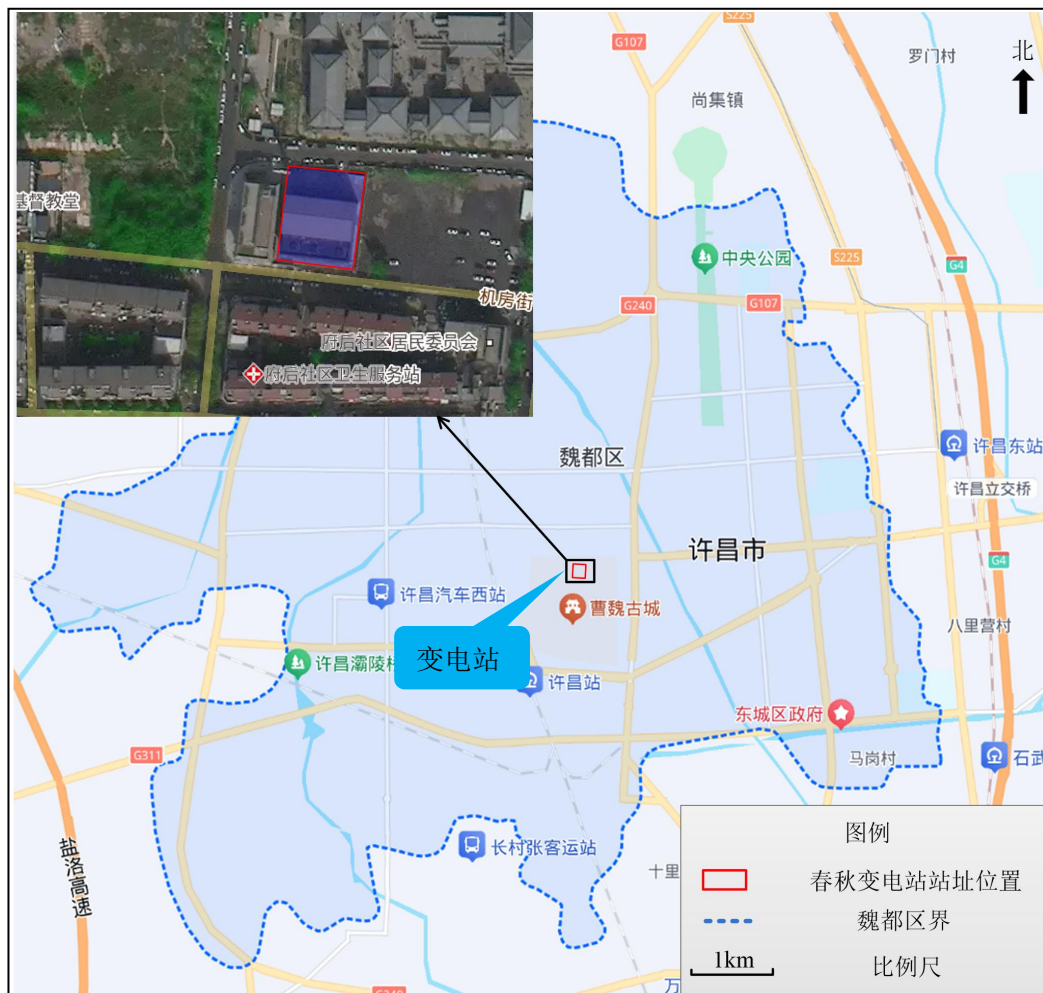 S225
G107
罗门村
北
尚集镇
基督教堂
中央公园
S225
G4
机房街
G240
G107
府后社区居民委员会
府后社区卫生服务站
魏都区
许昌东站
许昌立交桥
许昌市
G4
许昌汽车西站
曹魏古城
八里营村
变电站
许昌灞陵桥
许昌站
东城区政府
G311
马岗村
石武
盐洛高速
长村张客运站
十里
万
图例
春秋变电站站址位置
魏都区界
1km
比例尺